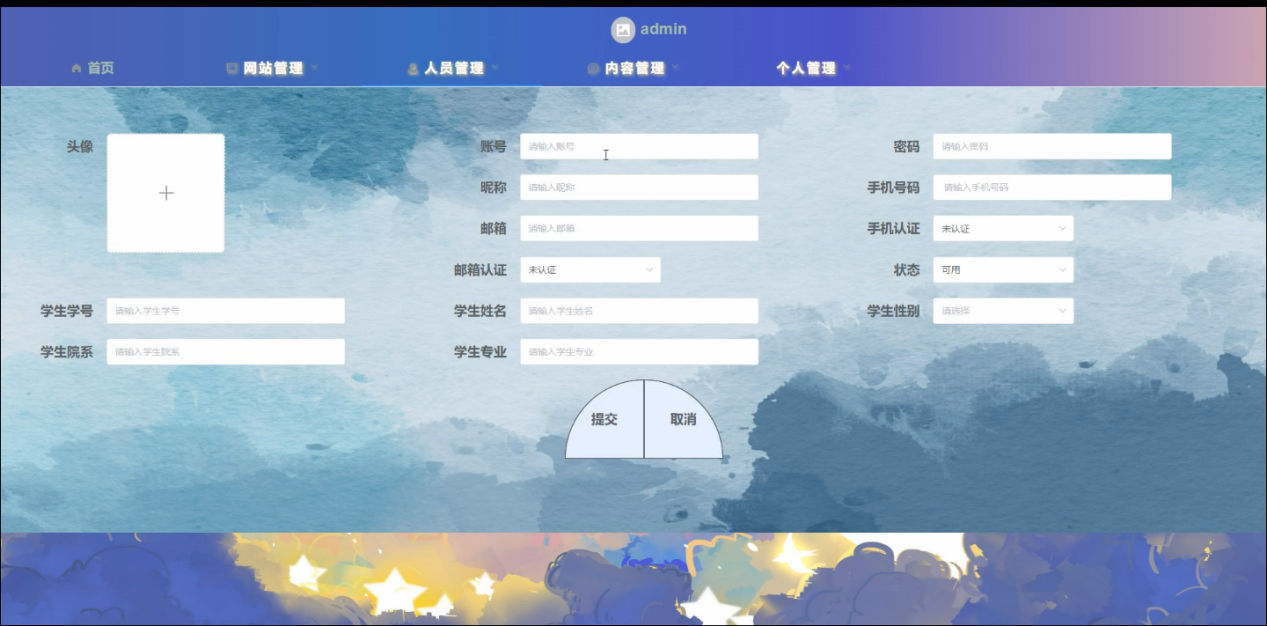 admin
首页 网站管理 人员管理 内容管理 个人管理
头像 账号 请输入账号 密码 请输入密码
昵称 请输入昵称 手机号码 请输入手机号码
邮箱 请输入邮箱 手机认证 未认证
邮箱认证 未认证 状态 可用
学生学号 请输入学生学号 学生姓名 请输入学生姓名 学生性别 请选择
学生院系 请输入学生院系 学生专业 请输入学生专业
提交 取消